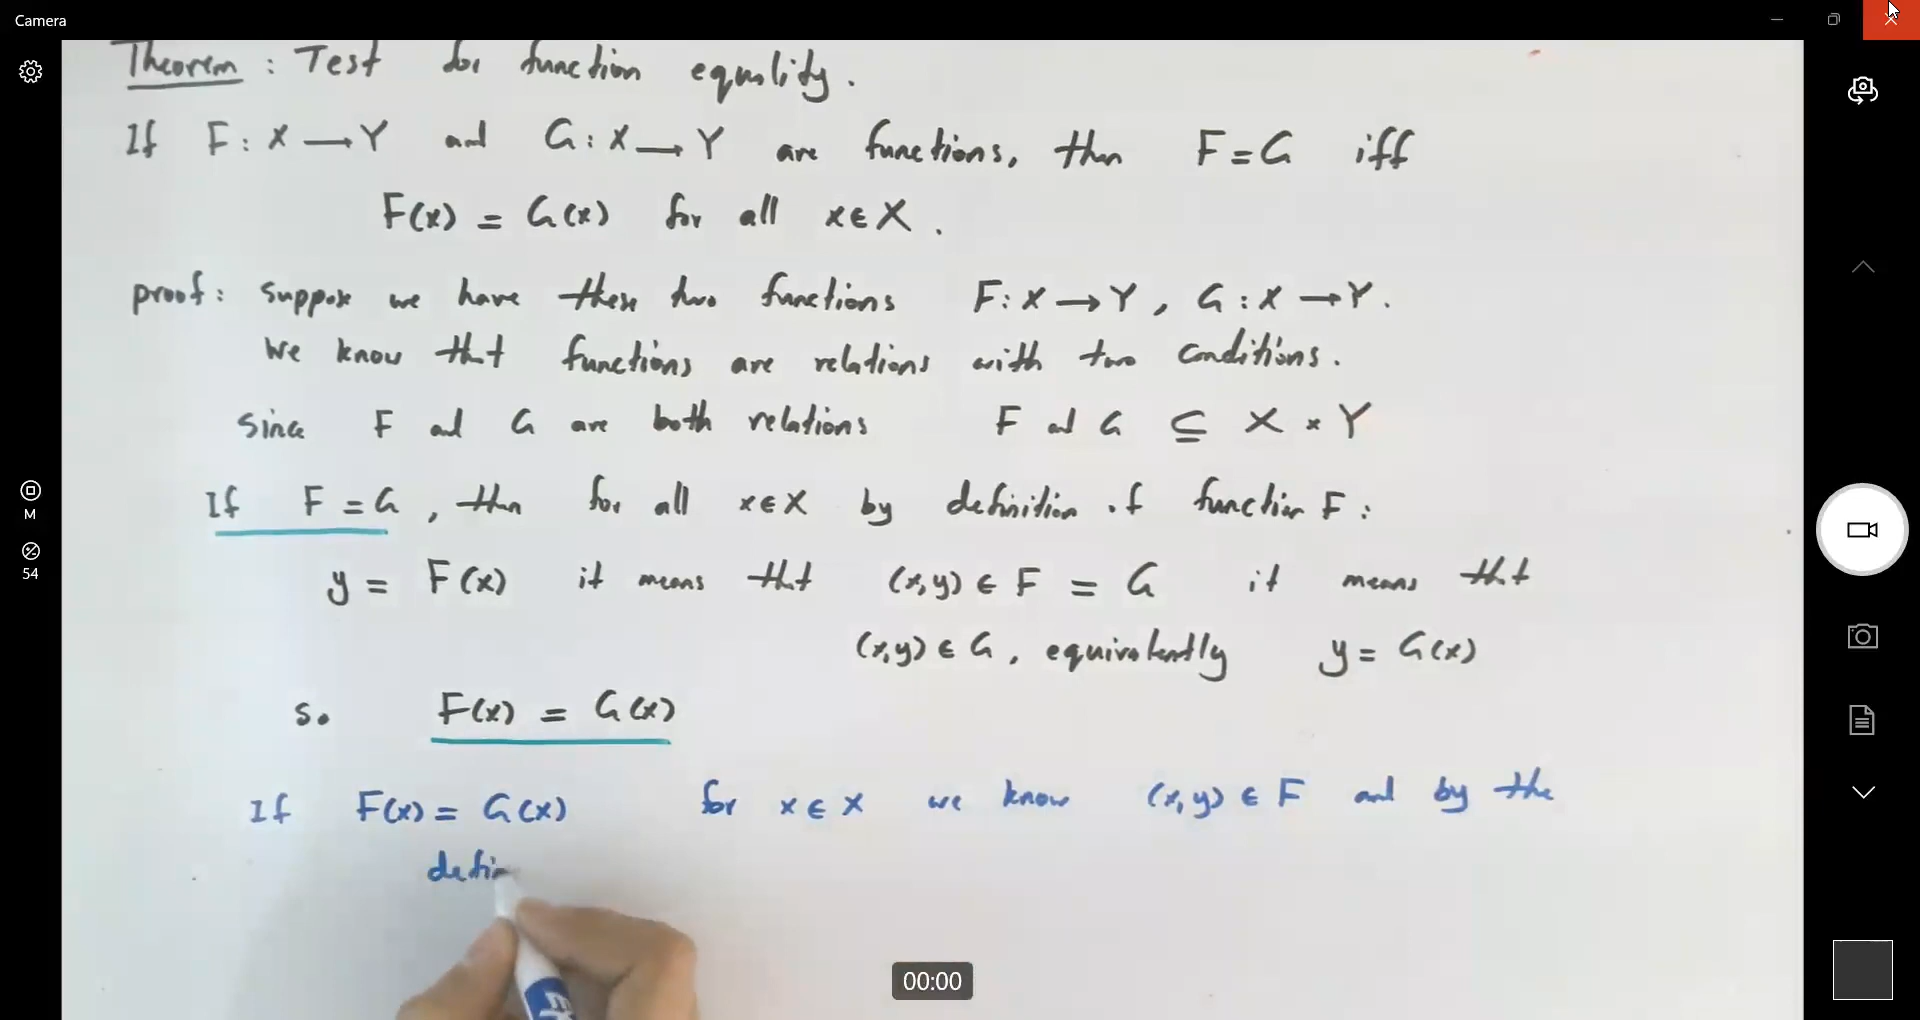 Camera
Theorem : Test for function equality.
If F : X → Y and G : X → Y are functions, then F = G iff
F(x) = G(x) for all x ∈ X.
proof: suppose we have these two functions F: X → Y, G : X → Y.
We know that functions are relations with two conditions.
since F and G are both relations F and G ⊆ X × Y
If F = G, then for all x ∈ X by definition of function F :
y = F(x) it means that (x,y) ∈ F = G it means that
(x,y) ∈ G, equivalently y = G(x)
so F(x) = G(x)
If F(x) = G(x) for x ∈ X we know (x,y) ∈ F and by the
defin
M
54
00:00